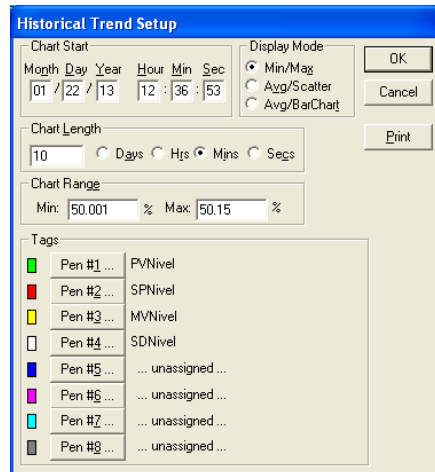 Historical Trend Setup
Chart Start
Month Day Year Hour Min Sec
01 / 22 / 13 12 : 36 : 53
Display Mode
Min/Max
Avg/Scatter
Avg/BarChart
OK
Cancel
Print
Chart Length
10 Days Hrs Mins Secs
Chart Range
Min: 50.001 % Max: 50.15 %
Tags
Pen #1 ... PVNivel
Pen #2 ... SPNivel
Pen #3 ... MVNivel
Pen #4 ... SDNivel
Pen #5 ... ... unassigned ...
Pen #6 ... ... unassigned ...
Pen #7 ... ... unassigned ...
Pen #8 ... ... unassigned ...